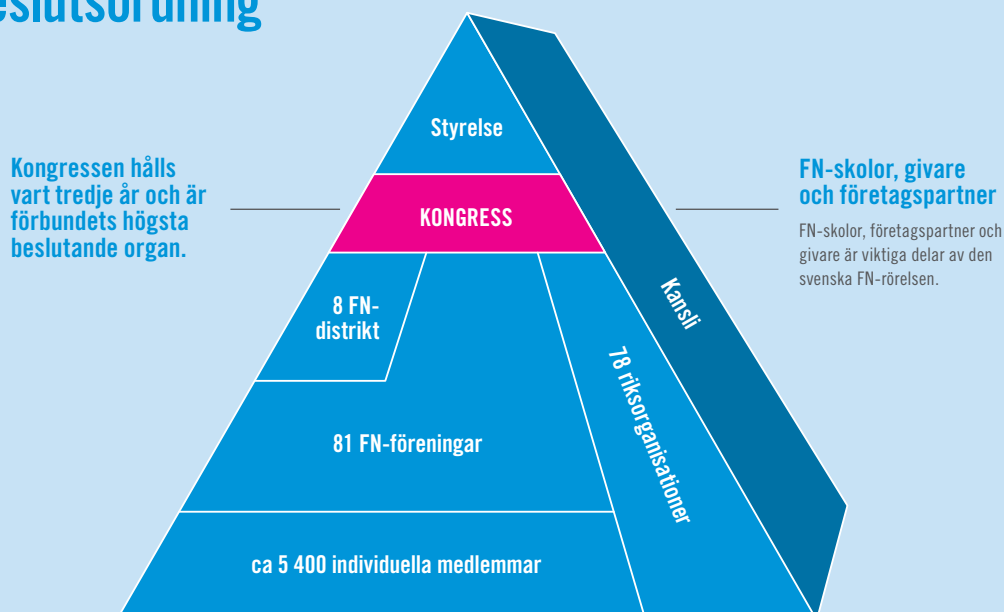 eslutsordning
Styrelse
Kongressen hålls
vart tredje år och är
förbundets högsta
beslutande organ.
KONGRESS
FN-skolor, givare
och företagspartner
FN-skolor, företagspartner och
givare är viktiga delar av den
svenska FN-rörelsen.
Kansli
8 FN-
distrikt
78 riksorganisationer
81 FN-föreningar
ca 5 400 individuella medlemmar